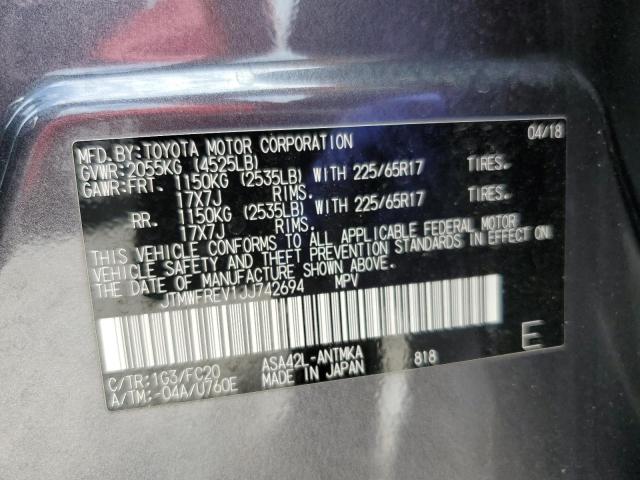 MFD. BY: TOYOTA MOTOR CORPORATION 04/18
GVWR: 2055KG (4525LB)
GAWR: FRT. 1150KG (2535LB) WITH 225/65R17 TIRES.
17X7J RIMS.
RR. 1150KG (2535LB) WITH 225/65R17 TIRES.
17X7J RIMS.
THIS VEHICLE CONFORMS TO ALL APPLICABLE FEDERAL MOTOR
VEHICLE SAFETY AND THEFT PREVENTION STANDARDS IN EFFECT ON
THE DATE OF MANUFACTURE SHOWN ABOVE.
JTMWFREV1JJ742694 MPV
C/TR: 1G3/FC20 ASA42L-ANTMKA 818
A/TM: -04A/U760E MADE IN JAPAN
E